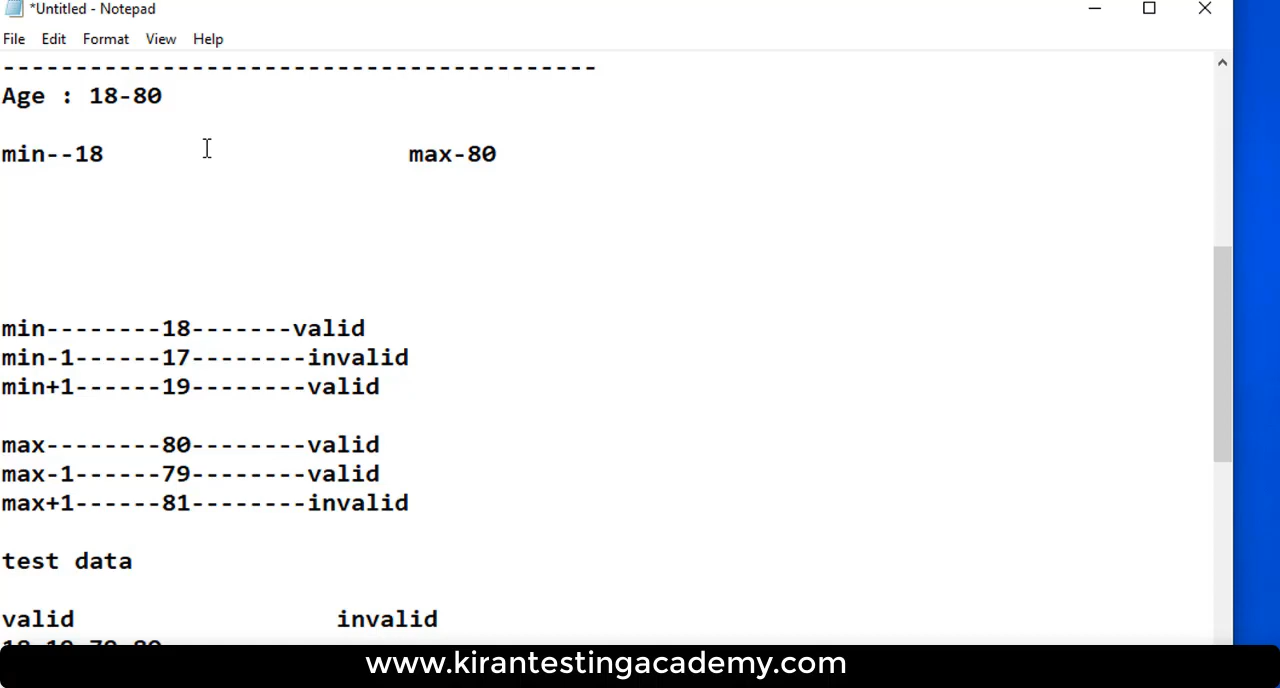 *Untitled - Notepad
File Edit Format View Help
-----------------------------------------
Age : 18-80
min--18 max-80
min--------18-------valid
min-1------17--------invalid
min+1------19--------valid
max--------80--------valid
max-1------79--------valid
max+1------81--------invalid
test data
valid invalid
www.kirantestingacademy.com